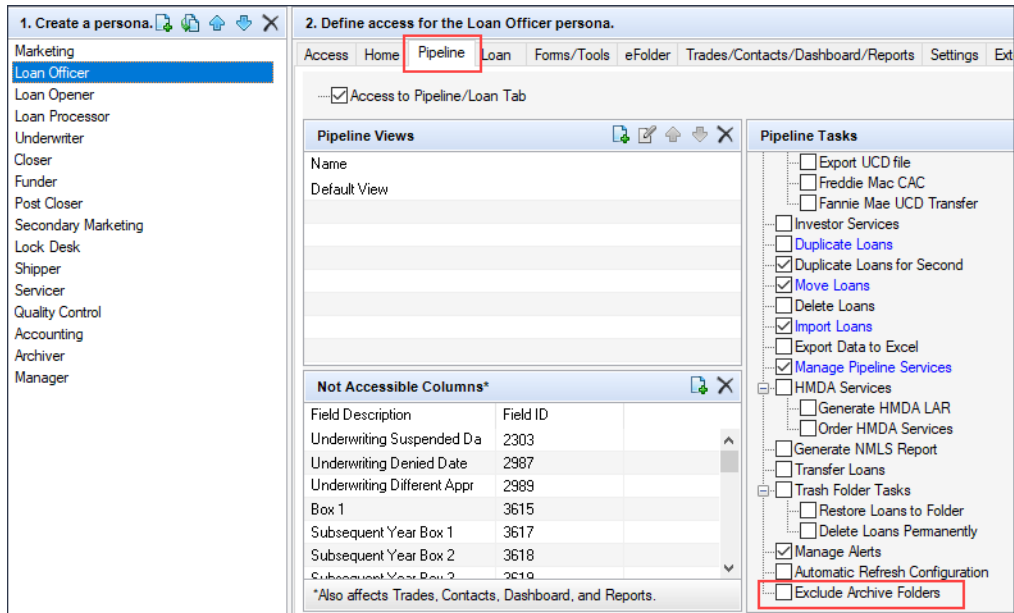 1. Create a persona.
Marketing
Loan Officer
Loan Opener
Loan Processor
Underwriter
Closer
Funder
Post Closer
Secondary Marketing
Lock Desk
Shipper
Servicer
Quality Control
Accounting
Archiver
Manager
2. Define access for the Loan Officer persona.
Access Home Pipeline Loan Forms/Tools eFolder Trades/Contacts/Dashboard/Reports Settings Ext
Access to Pipeline/Loan Tab
Pipeline Views
Name
Default View
Not Accessible Columns*
Field Description Field ID
Underwriting Suspended Da 2303
Underwriting Denied Date 2987
Underwriting Different Appr 2989
Box 1 3615
Subsequent Year Box 1 3617
Subsequent Year Box 2 3618
Subsequent Year Box 3619
*Also affects Trades, Contacts, Dashboard, and Reports.
Pipeline Tasks
Export UCD file
Freddie Mac CAC
Fannie Mae UCD Transfer
Investor Services
Duplicate Loans
Duplicate Loans for Second
Move Loans
Delete Loans
Import Loans
Export Data to Excel
Manage Pipeline Services
HMDA Services
Generate HMDA LAR
Order HMDA Services
Generate NMLS Report
Transfer Loans
Trash Folder Tasks
Restore Loans to Folder
Delete Loans Permanently
Manage Alerts
Automatic Refresh Configuration
Exclude Archive Folders